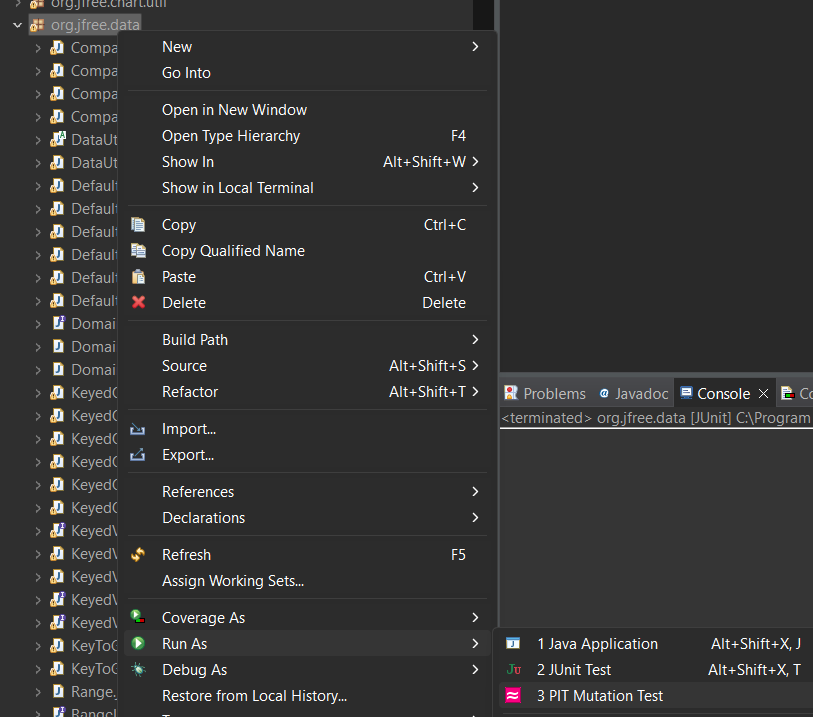 org.jfree.chart.util
org.jfree.data
Compa
Compa
Compa
Compa
DataUt
DataUt
Default
Default
Default
Default
Default
Default
Domai
Domai
Domai
KeyedC
KeyedC
KeyedC
KeyedC
KeyedC
KeyedC
KeyedV
KeyedV
KeyedV
KeyedV
KeyedV
KeyToG
KeyToG
Range.
RangeI
New
Go Into
Open in New Window
Open Type Hierarchy F4
Show In Alt+Shift+W
Show in Local Terminal
Copy Ctrl+C
Copy Qualified Name
Paste Ctrl+V
Delete Delete
Build Path
Source Alt+Shift+S
Refactor Alt+Shift+T
Import...
Export...
References
Declarations
Refresh F5
Assign Working Sets...
Coverage As
Run As
Debug As
Restore from Local History...
1 Java Application Alt+Shift+X, J
2 JUnit Test Alt+Shift+X, T
3 PIT Mutation Test
Problems Javadoc Console Co
<terminated> org.jfree.data [JUnit] C:\Program